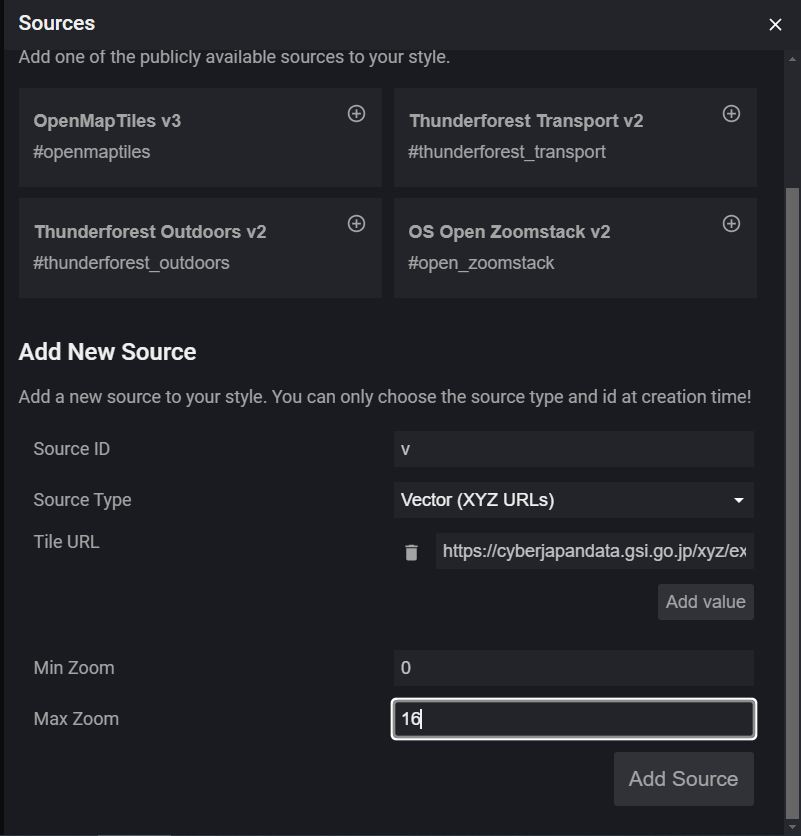 Sources
Add one of the publicly available sources to your style.
OpenMapTiles v3
#openmaptiles
Thunderforest Transport v2
#thunderforest_transport
Thunderforest Outdoors v2
#thunderforest_outdoors
OS Open Zoomstack v2
#open_zoomstack
Add New Source
Add a new source to your style. You can only choose the source type and id at creation time!
Source ID v
Source Type Vector (XYZ URLs)
Tile URL https://cyberjapandata.gsi.go.jp/xyz/ex
Add value
Min Zoom 0
Max Zoom 16
Add Source